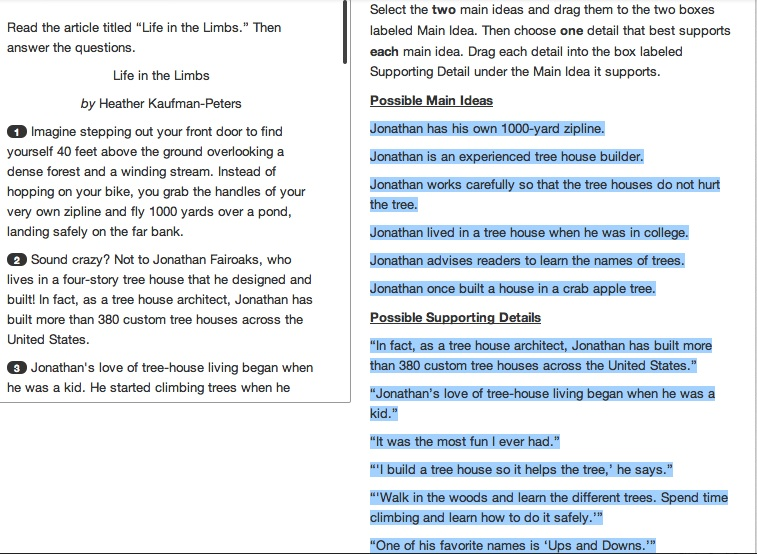 Read the article titled “Life in the Limbs.” Then
answer the questions.
Life in the Limbs
by Heather Kaufman-Peters
1 Imagine stepping out your front door to find
yourself 40 feet above the ground overlooking a
dense forest and a winding stream. Instead of
hopping on your bike, you grab the handles of your
very own zipline and fly 1000 yards over a pond,
landing safely on the far bank.
2 Sound crazy? Not to Jonathan Fairoaks, who
lives in a four-story tree house that he designed and
built! In fact, as a tree house architect, Jonathan has
built more than 380 custom tree houses across the
United States.
3 Jonathan's love of tree-house living began when
he was a kid. He started climbing trees when he
Select the two main ideas and drag them to the two boxes
labeled Main Idea. Then choose one detail that best supports
each main idea. Drag each detail into the box labeled
Supporting Detail under the Main Idea it supports.
Possible Main Ideas
Jonathan has his own 1000-yard zipline.
Jonathan is an experienced tree house builder.
Jonathan works carefully so that the tree houses do not hurt
the tree.
Jonathan lived in a tree house when he was in college.
Jonathan advises readers to learn the names of trees.
Jonathan once built a house in a crab apple tree.
Possible Supporting Details
“In fact, as a tree house architect, Jonathan has built more
than 380 custom tree houses across the United States.”
“Jonathan’s love of tree-house living began when he was a
kid.”
“It was the most fun I ever had.”
“‘I build a tree house so it helps the tree,’ he says.”
“‘Walk in the woods and learn the different trees. Spend time
climbing and learn how to do it safely.’”
“One of his favorite names is ‘Ups and Downs.’”